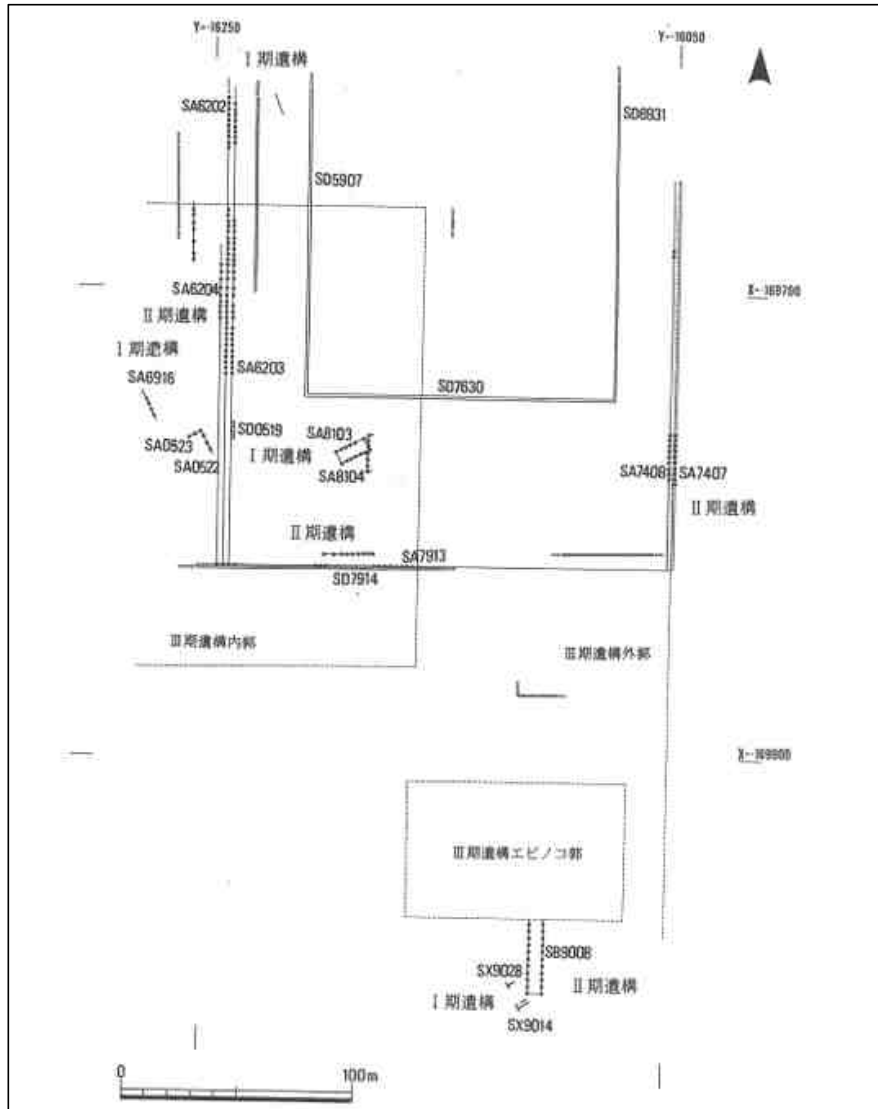 Y--16250
Y--16050
I期遺構
SA6202
SD8931
SD5907
SA6204
X--169700
II期遺構
I期遺構
SA6203
SA6916
SD7630
SD0519
SA8103
SA0523
I期遺構
SA0522
SA8104
SA7408
SA7407
II期遺構
II期遺構
SA7913
SD7914
III期遺構内郭
III期遺構外郭
X--169900
III期遺構エビノコ郭
SB9008
SX9028
II期遺構
I期遺構
SX9014
0
100m